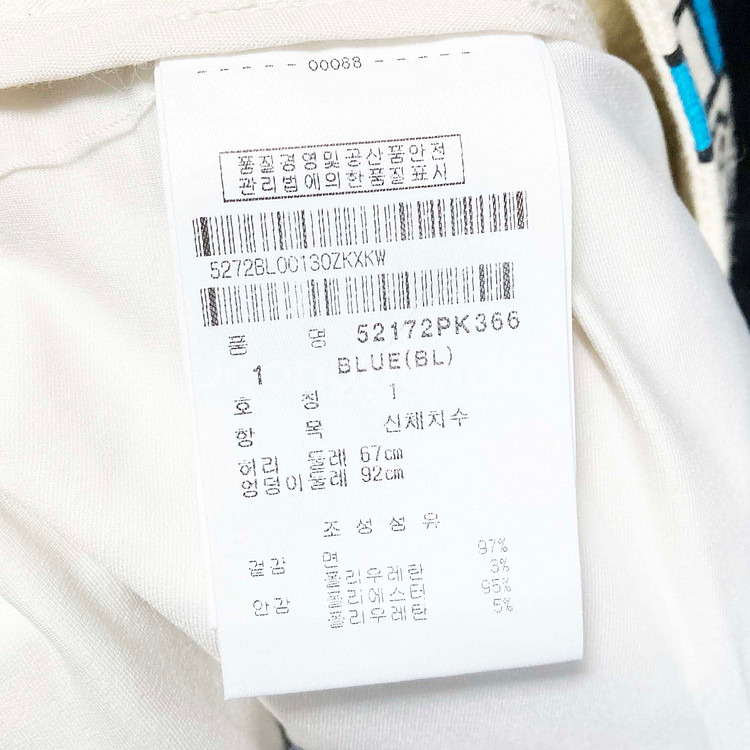 - - - - - 00088 - - - - -
품질경영및공산품안전
관리법에의한품질표시
5272BL00130ZKXKW
품 명 52172PK366
1 BLUE(BL)
호 칭 1
항 목 신체치수
허리 둘레 67cm
엉덩이둘레 92cm
조성섬유
겉감 면 97%
폴리우레탄 3%
안감 폴리에스터 95%
폴리우레탄 5%